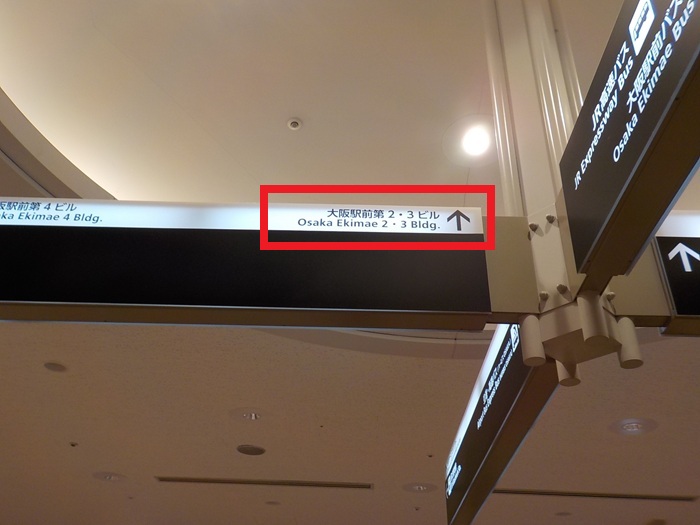 阪駅前第4ビル
ka Ekimae 4 Bldg.
大阪駅前第2・3ビル
Osaka Ekimae 2・3 Bldg.
JR高速バス
JR Expressway Bus
大阪駅前バス
Osaka Ekimae Bus